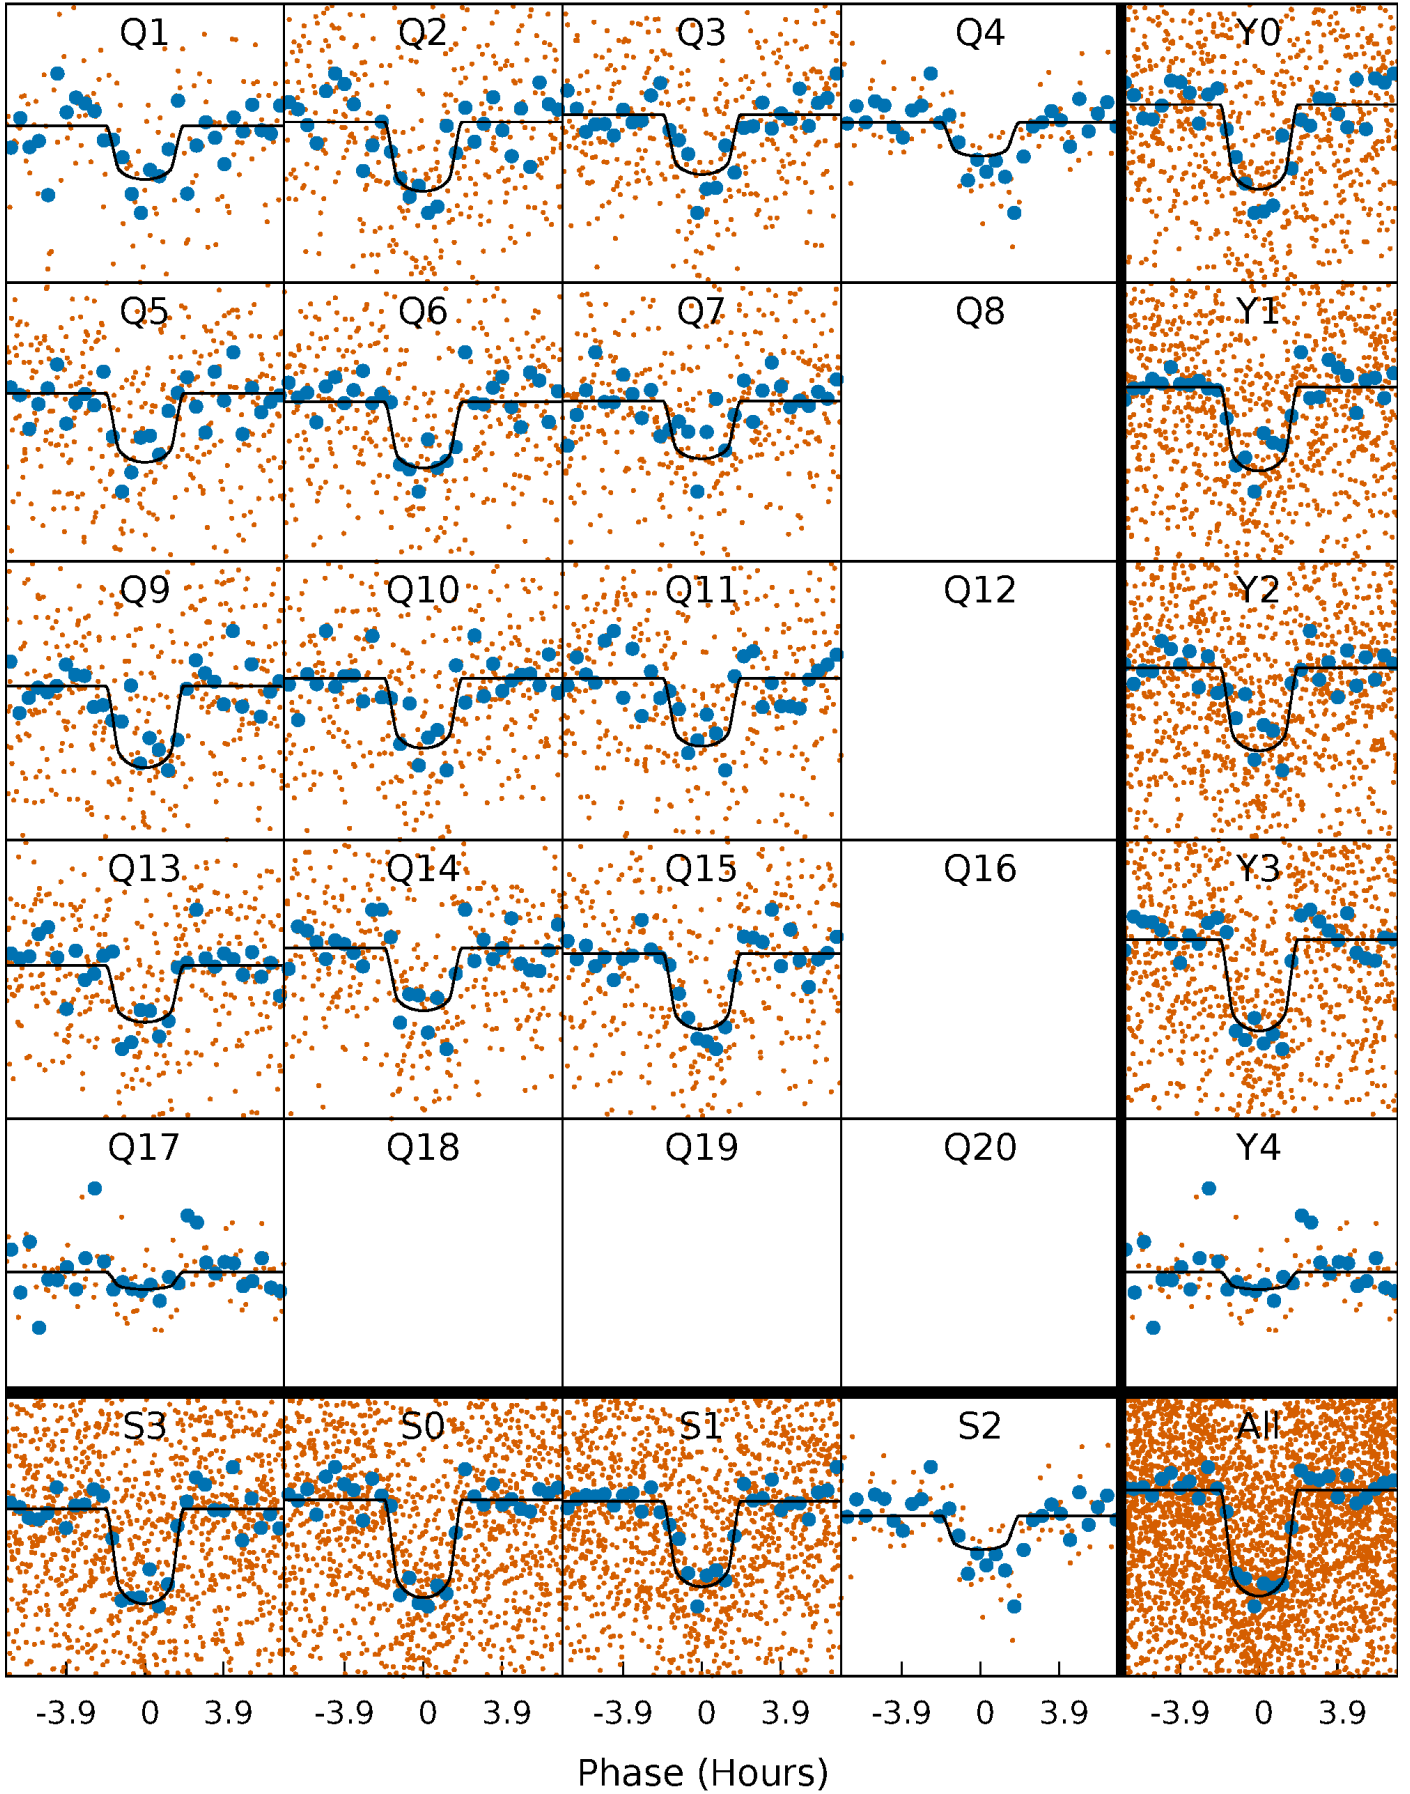 Q1 Q2 Q3 Q4 Y0
Q5 Q6 Q7 Q8 Y1
Q9 Q10 Q11 Q12 Y2
Q13 Q14 Q15 Q16 Y3
Q17 Q18 Q19 Q20 Y4
S3 S0 S1 S2 All
-3.9 0 3.9 -3.9 0 3.9 -3.9 0 3.9 -3.9 0 3.9 -3.9 0 3.9
Phase (Hours)